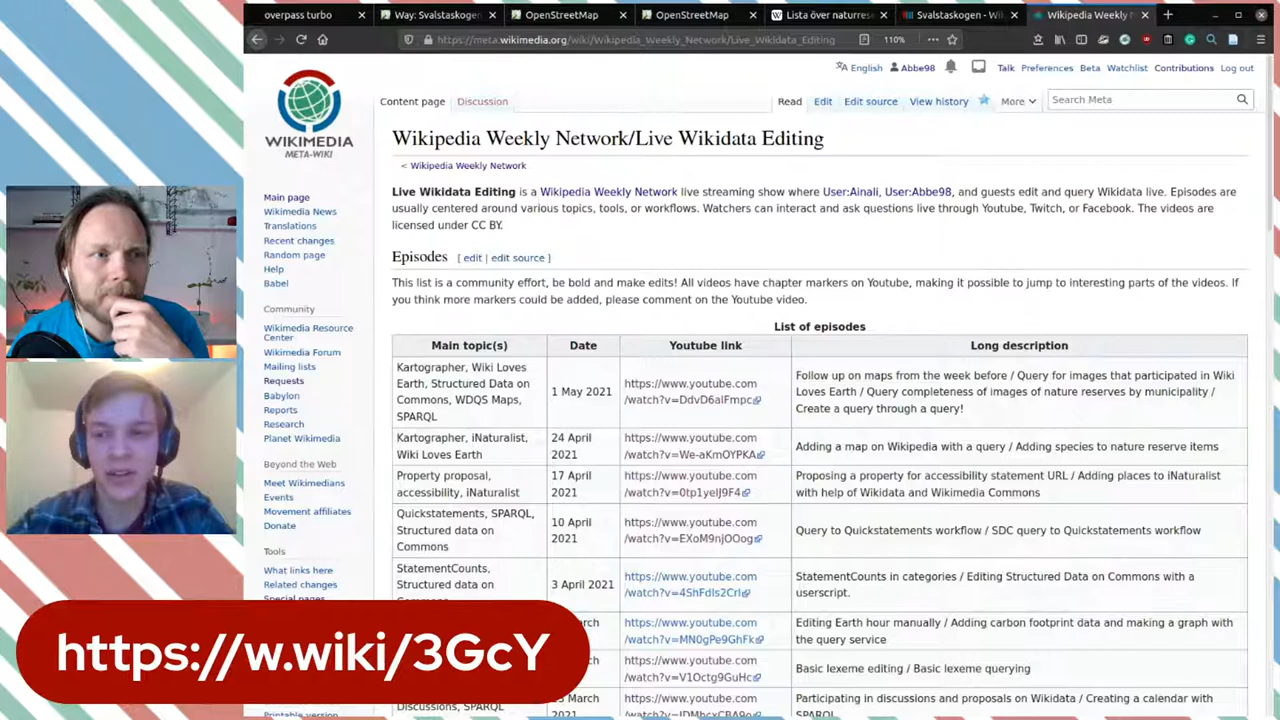 overpass turbo
Way: Svalstaskogen
OpenStreetMap
OpenStreetMap
Lista över naturres
Svalstaskogen - Wik
Wikipedia Weekly N
https://meta.wikimedia.org/wiki/Wikipedia_Weekly_Network/Live_Wikidata_Editing
110%
English Abbe98 Talk Preferences Beta Watchlist Contributions Log out
Content page Discussion Read Edit Edit source View history More Search Meta
WIKIMEDIA
META-WIKI
Main page
Wikimedia News
Translations
Recent changes
Random page
Help
Babel
Community
Wikimedia Resource
Center
Wikimedia Forum
Mailing lists
Requests
Babylon
Reports
Research
Planet Wikimedia
Beyond the Web
Meet Wikimedians
Events
Movement affiliates
Donate
Tools
What links here
Related changes
Special pages
Printable version
Wikipedia Weekly Network/Live Wikidata Editing
< Wikipedia Weekly Network
Live Wikidata Editing is a Wikipedia Weekly Network live streaming show where User:Ainali, User:Abbe98, and guests edit and query Wikidata live. Episodes are
usually centered around various topics, tools, or workflows. Watchers can interact and ask questions live through Youtube, Twitch, or Facebook. The videos are
licensed under CC BY.
Episodes [ edit | edit source ]
This list is a community effort, be bold and make edits! All videos have chapter markers on Youtube, making it possible to jump to interesting parts of the videos. If
you think more markers could be added, please comment on the Youtube video.
List of episodes
Main topic(s) Date Youtube link Long description
Kartographer, Wiki Loves
Earth, Structured Data on
Commons, WDQS Maps,
SPARQL
1 May 2021
https://www.youtube.com
/watch?v=DdvD6alFmpc
Follow up on maps from the week before / Query for images that participated in Wiki
Loves Earth / Query completeness of images of nature reserves by municipality /
Create a query through a query!
Kartographer, iNaturalist,
Wiki Loves Earth
24 April
2021
https://www.youtube.com
/watch?v=We-aKmOYPKA
Adding a map on Wikipedia with a query / Adding species to nature reserve items
Property proposal,
accessibility, iNaturalist
17 April
2021
https://www.youtube.com
/watch?v=0tp1yeIJ9F4
Proposing a property for accessibility statement URL / Adding places to iNaturalist
with help of Wikidata and Wikimedia Commons
Quickstatements, SPARQL,
Structured data on
Commons
10 April
2021
https://www.youtube.com
/watch?v=EXoM9njOOog
Query to Quickstatements workflow / SDC query to Quickstatements workflow
StatementCounts,
Structured data on
3 April 2021
https://www.youtube.com
/watch?v=4ShFdIs2CrI
StatementCounts in categories / Editing Structured Data on Commons with a
userscript.
https://www.youtube.com
/watch?v=MN0gPe9GhFk
Editing Earth hour manually / Adding carbon footprint data and making a graph with
the query service
https://www.youtube.com
/watch?v=V1Octg9GuHc
Basic lexeme editing / Basic lexeme querying
Discussions, SPARQL
March
2021
https://www.youtube.com
Participating in discussions and proposals on Wikidata / Creating a calendar with
SPARQL
https://w.wiki/3GcY